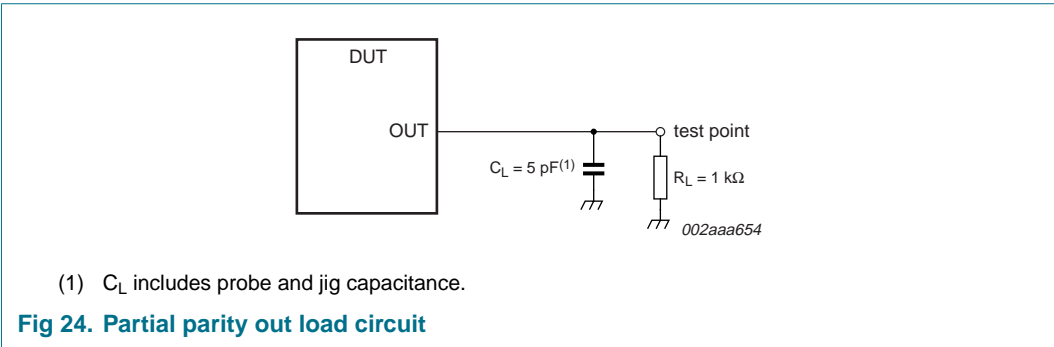 DUT
OUT
test point
C_L = 5 pF(1)
R_L = 1 kΩ
002aaa654
(1) C_L includes probe and jig capacitance.
Fig 24. Partial parity out load circuit